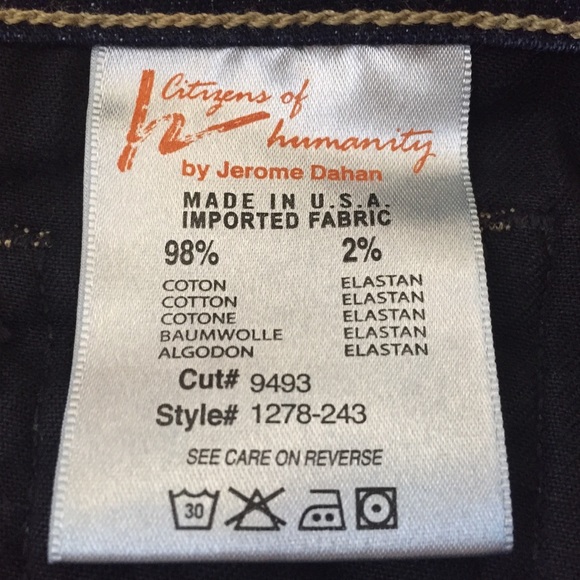 Citizens of
humanity
by Jerome Dahan
MADE IN U.S.A.
IMPORTED FABRIC
98% 2%
COTON ELASTAN
COTTON ELASTAN
COTONE ELASTAN
BAUMWOLLE ELASTAN
ALGODON ELASTAN
Cut# 9493
Style# 1278-243
SEE CARE ON REVERSE
30